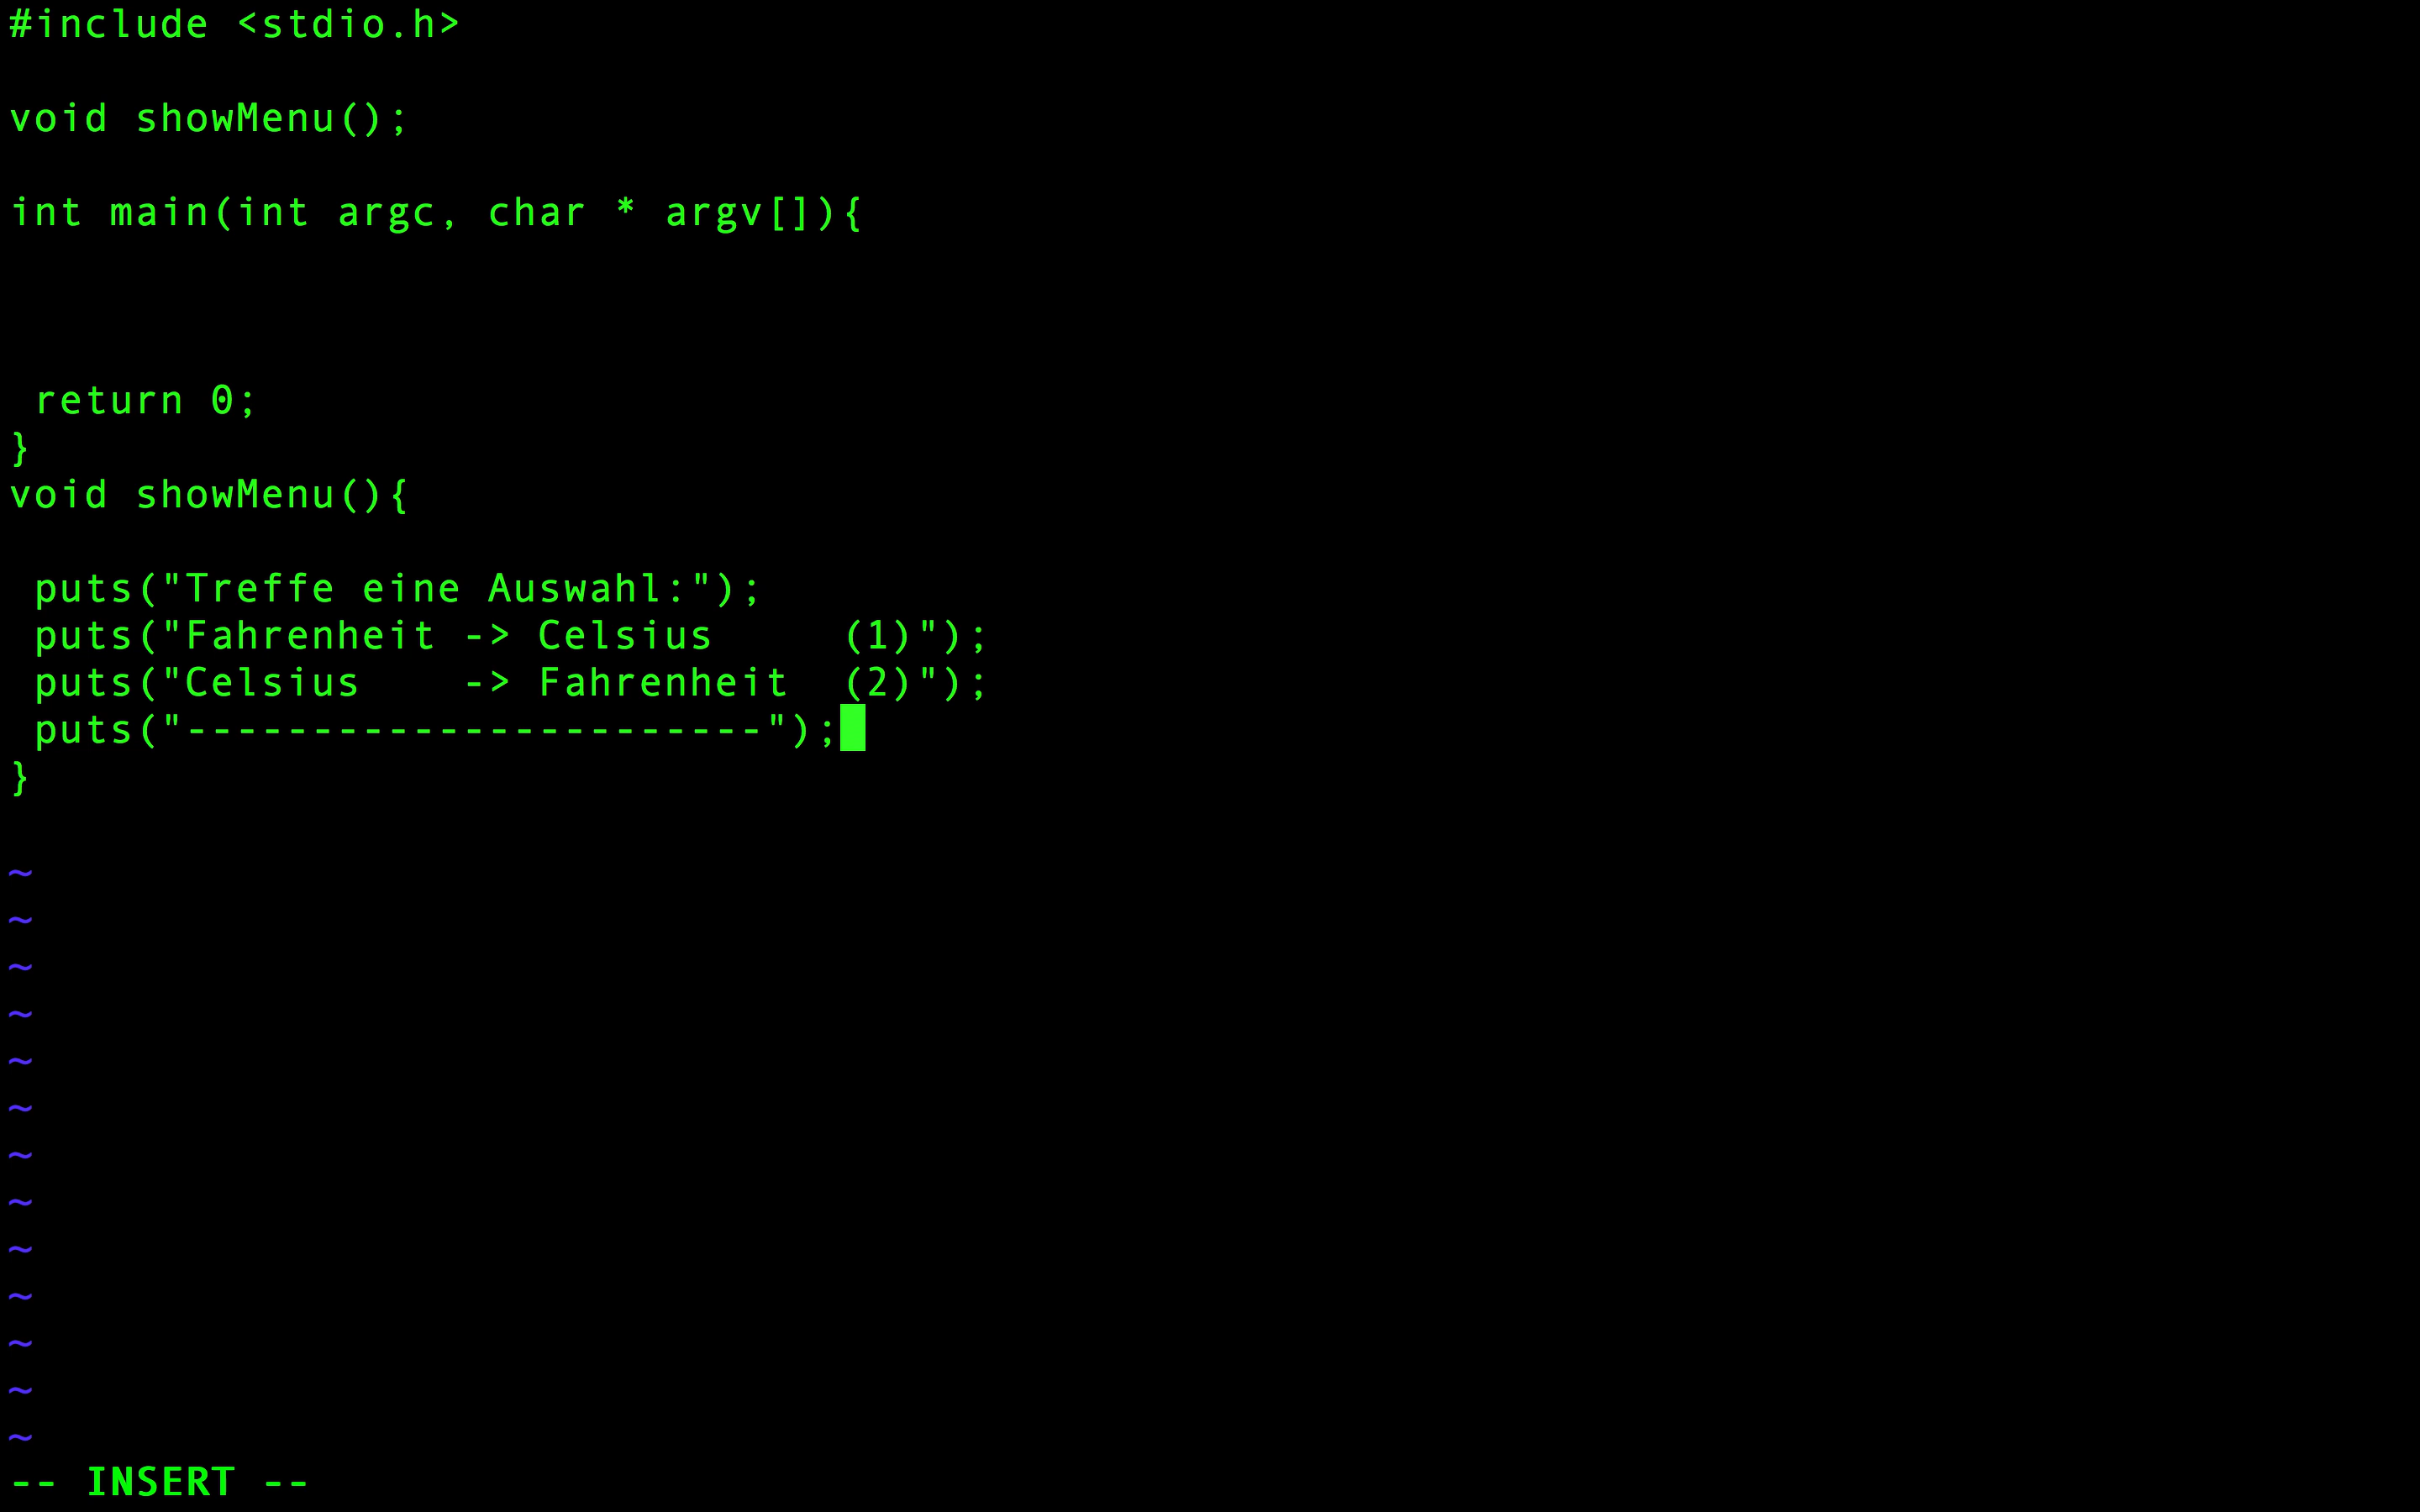 #include <stdio.h>
void showMenu();
int main(int argc, char * argv[]){
 return 0;
}
void showMenu(){
 puts("Treffe eine Auswahl:");
 puts("Fahrenheit -> Celsius     (1)");
 puts("Celsius    -> Fahrenheit  (2)");
 puts("-----------------------");
}
~
~
~
~
~
~
~
~
~
~
~
~
~
-- INSERT --